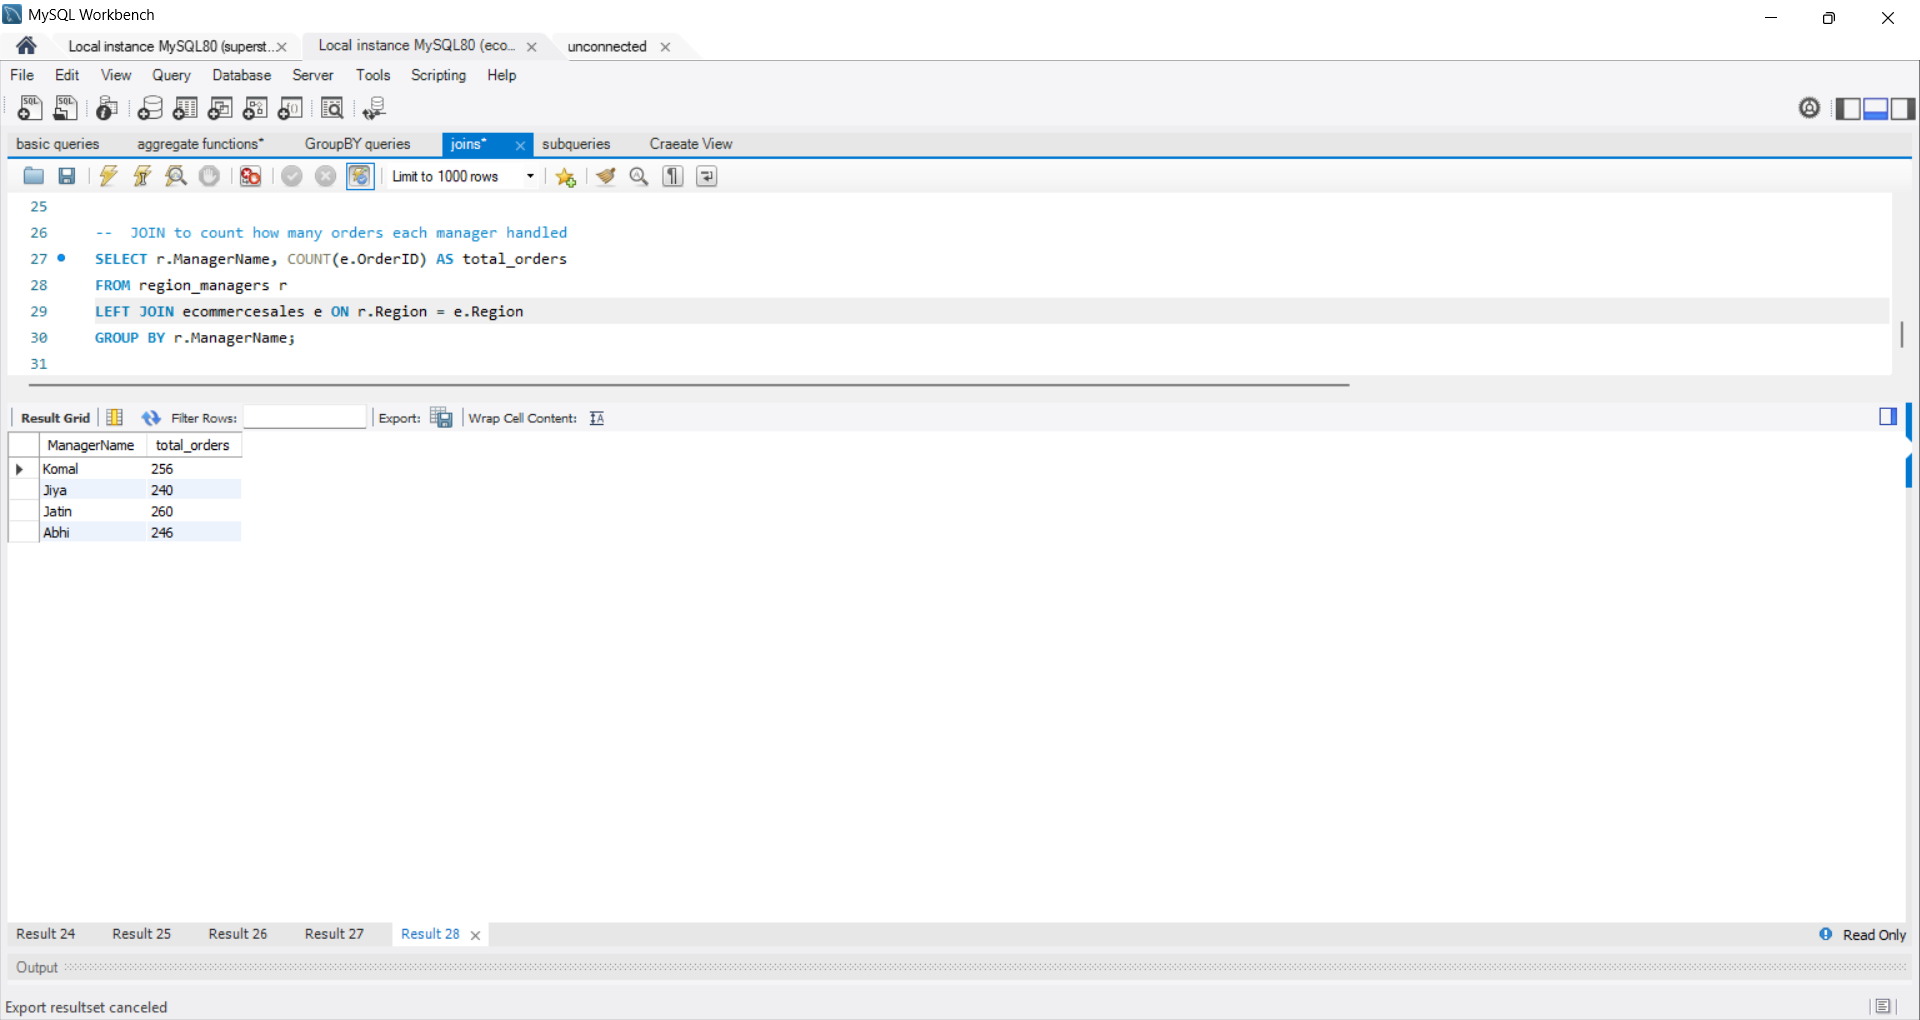 MySQL Workbench
Local instance MySQL80 (superst... Local instance MySQL80 (eco... unconnected
File Edit View Query Database Server Tools Scripting Help
basic queries aggregate functions* GroupBY queries joins* subqueries Craeate View
Limit to 1000 rows
25
26 -- JOIN to count how many orders each manager handled
27 SELECT r.ManagerName, COUNT(e.OrderID) AS total_orders
28 FROM region_managers r
29 LEFT JOIN ecommercesales e ON r.Region = e.Region
30 GROUP BY r.ManagerName;
31
Result Grid Filter Rows: Export: Wrap Cell Content:
ManagerName total_orders
Komal 256
Jiya 240
Jatin 260
Abhi 246
Result 24 Result 25 Result 26 Result 27 Result 28 Read Only
Output
Export resultset canceled